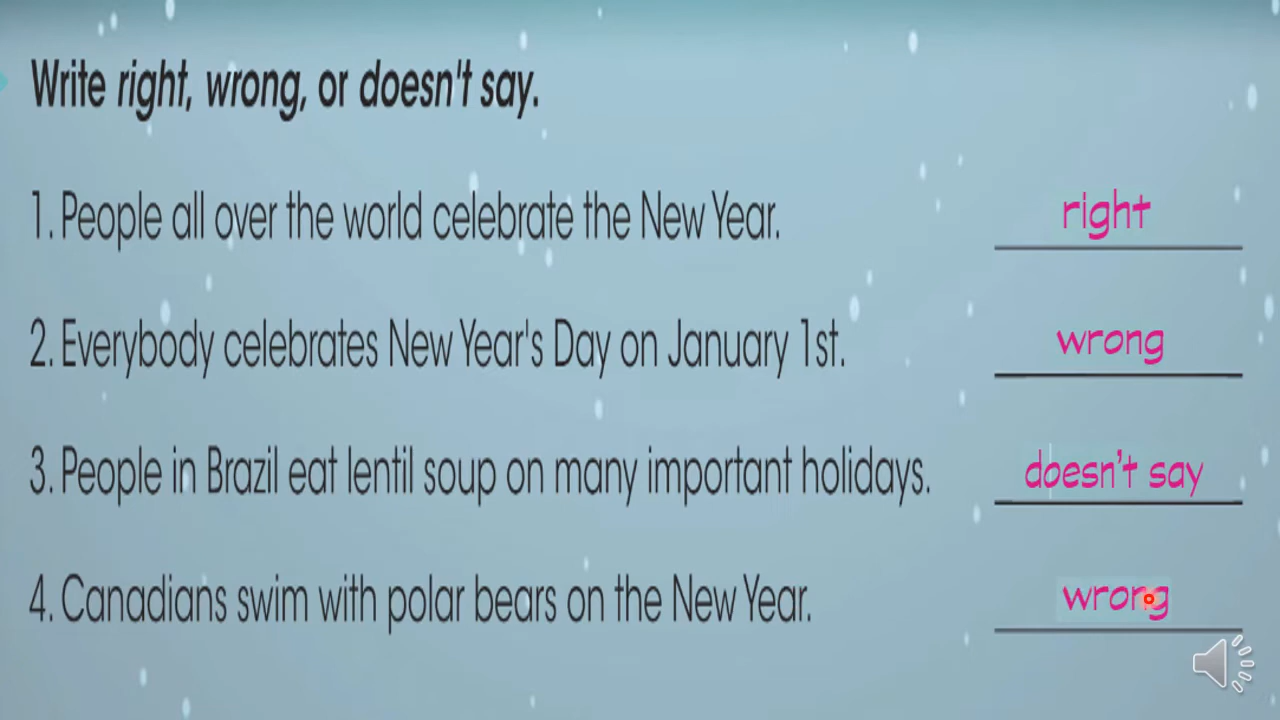 Write right, wrong, or doesn't say.
1. People all over the world celebrate the New Year. right
2. Everybody celebrates New Year's Day on January 1st. wrong
3. People in Brazil eat lentil soup on many important holidays. doesn't say
4. Canadians swim with polar bears on the New Year. wrong